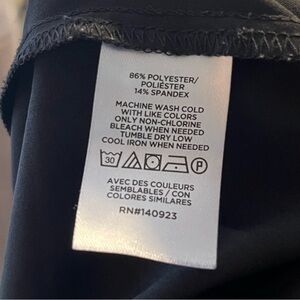 86% POLYESTER/
POLIÉSTER
14% SPANDEX
MACHINE WASH COLD
WITH LIKE COLORS
ONLY NON-CHLORINE
BLEACH WHEN NEEDED
TUMBLE DRY LOW
COOL IRON WHEN NEEDED
30 P
AVEC DES COULEURS
SEMBLABLES / CON
COLORES SIMILARES
RN#140923